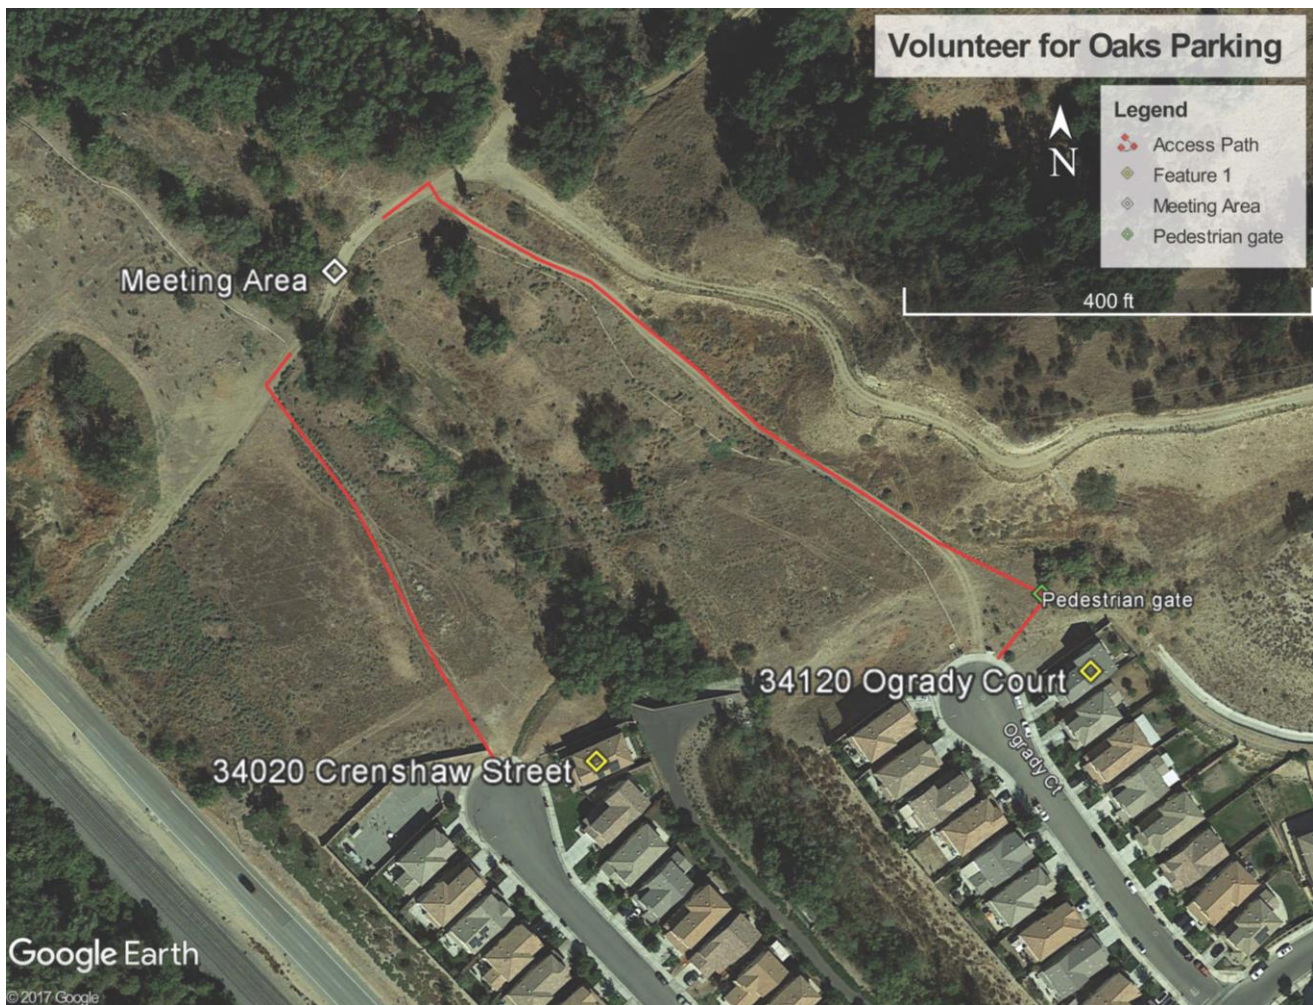 Volunteer for Oaks Parking
Legend
Access Path
Feature 1
Meeting Area
Pedestrian gate
N
400 ft
Meeting Area
Pedestrian gate
34120 Ogrady Court
Ogrady Ct
34020 Crenshaw Street
Google Earth
© 2017 Google